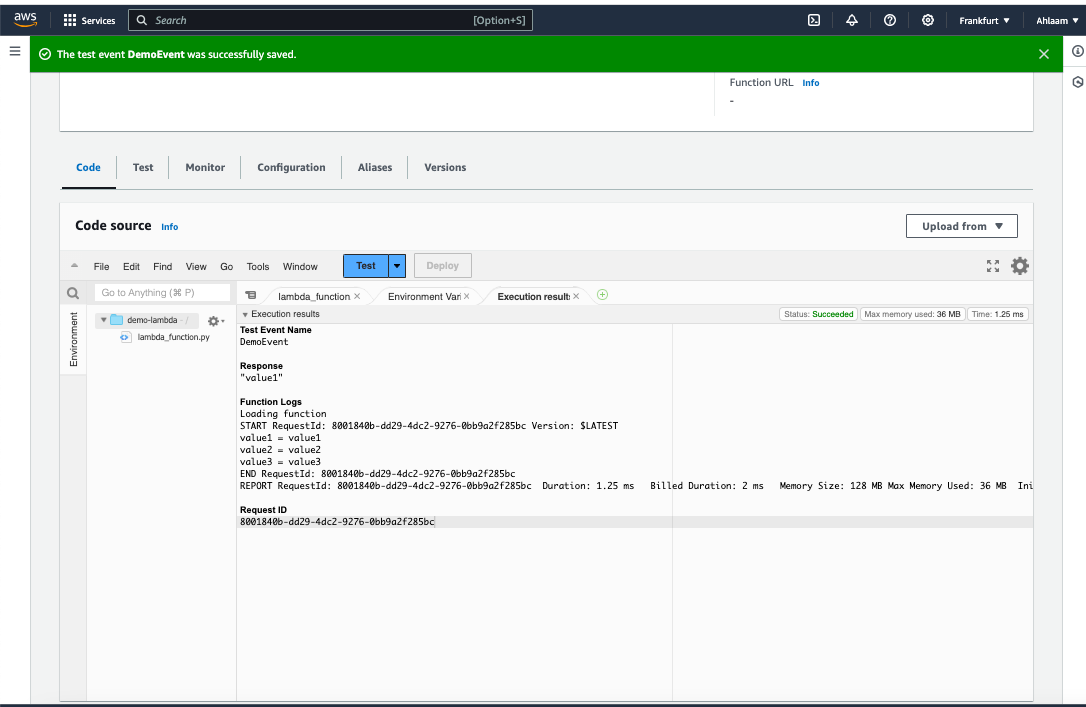 aws
Services
Search
[Option+S]
Frankfurt ▼
Ahlaam ▼
The test event DemoEvent was successfully saved.
Function URL Info
-
Code
Test
Monitor
Configuration
Aliases
Versions
Code source Info
Upload from ▼
File Edit Find View Go Tools Window
Test
Deploy
Go to Anything (⌘ P)
lambda_function ×
Environment Vari ×
Execution results ×
Environment
demo-lambda - /
lambda_function.py
Execution results
Status: Succeeded
Max memory used: 36 MB
Time: 1.25 ms
Test Event Name
DemoEvent
Response
"value1"
Function Logs
Loading function
START RequestId: 8001840b-dd29-4dc2-9276-0bb9a2f285bc Version: $LATEST
value1 = value1
value2 = value2
value3 = value3
END RequestId: 8001840b-dd29-4dc2-9276-0bb9a2f285bc
REPORT RequestId: 8001840b-dd29-4dc2-9276-0bb9a2f285bc Duration: 1.25 ms Billed Duration: 2 ms Memory Size: 128 MB Max Memory Used: 36 MB Ini
Request ID
8001840b-dd29-4dc2-9276-0bb9a2f285bc